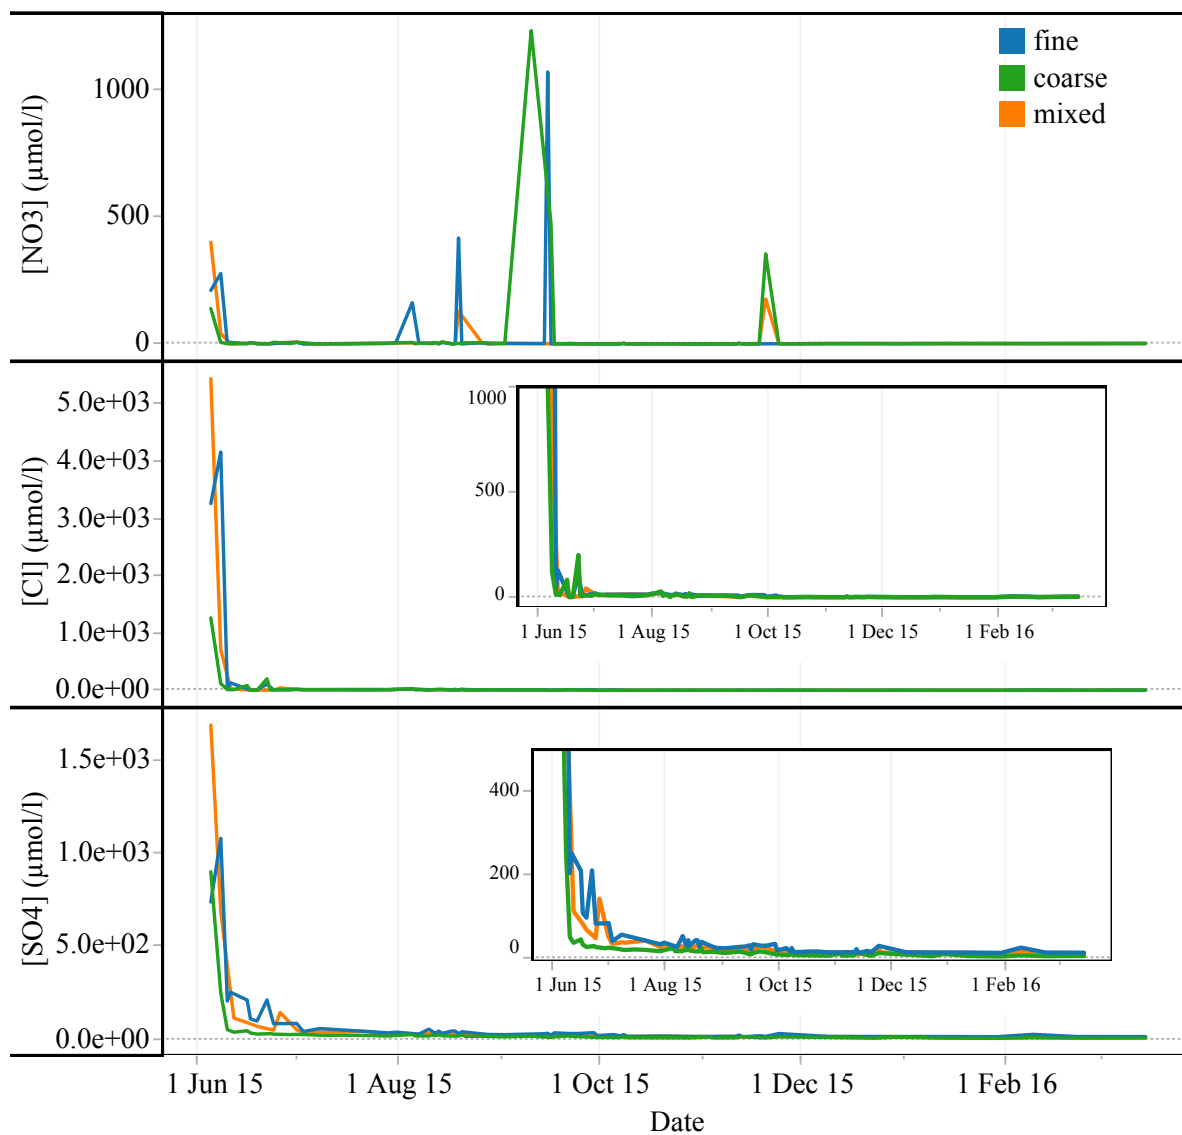 fine
coarse
mixed
[NO3] (µmol/l)
1000
500
0
[Cl] (µmol/l)
5.0e+03
4.0e+03
3.0e+03
2.0e+03
1.0e+03
0.0e+00
1000
500
0
1 Jun 15 1 Aug 15 1 Oct 15 1 Dec 15 1 Feb 16
[SO4] (µmol/l)
1.5e+03
1.0e+03
5.0e+02
0.0e+00
400
200
0
1 Jun 15 1 Aug 15 1 Oct 15 1 Dec 15 1 Feb 16
1 Jun 15 1 Aug 15 1 Oct 15 1 Dec 15 1 Feb 16
Date